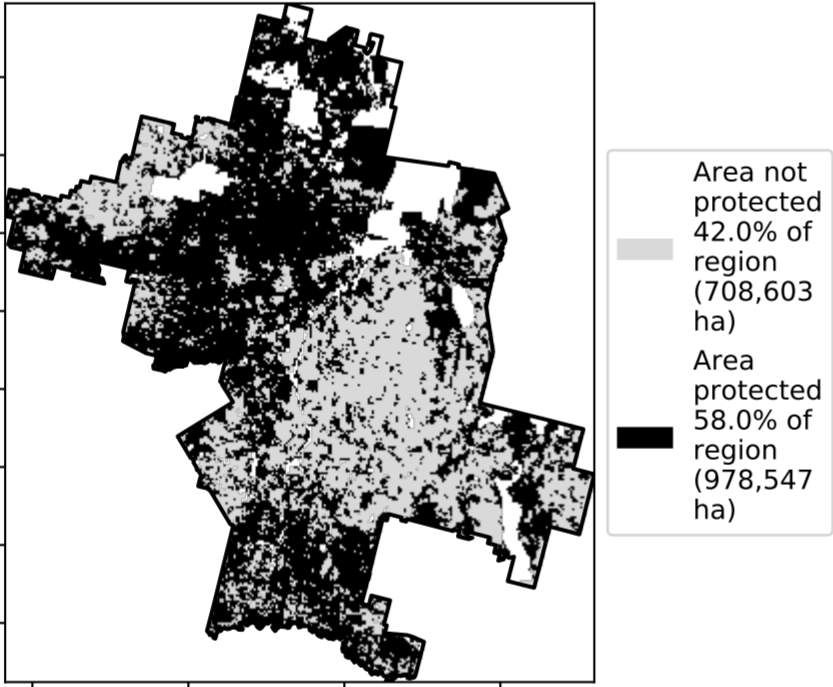 Area not
protected
42.0% of
region
(708,603
ha)
Area
protected
58.0% of
region
(978,547
ha)